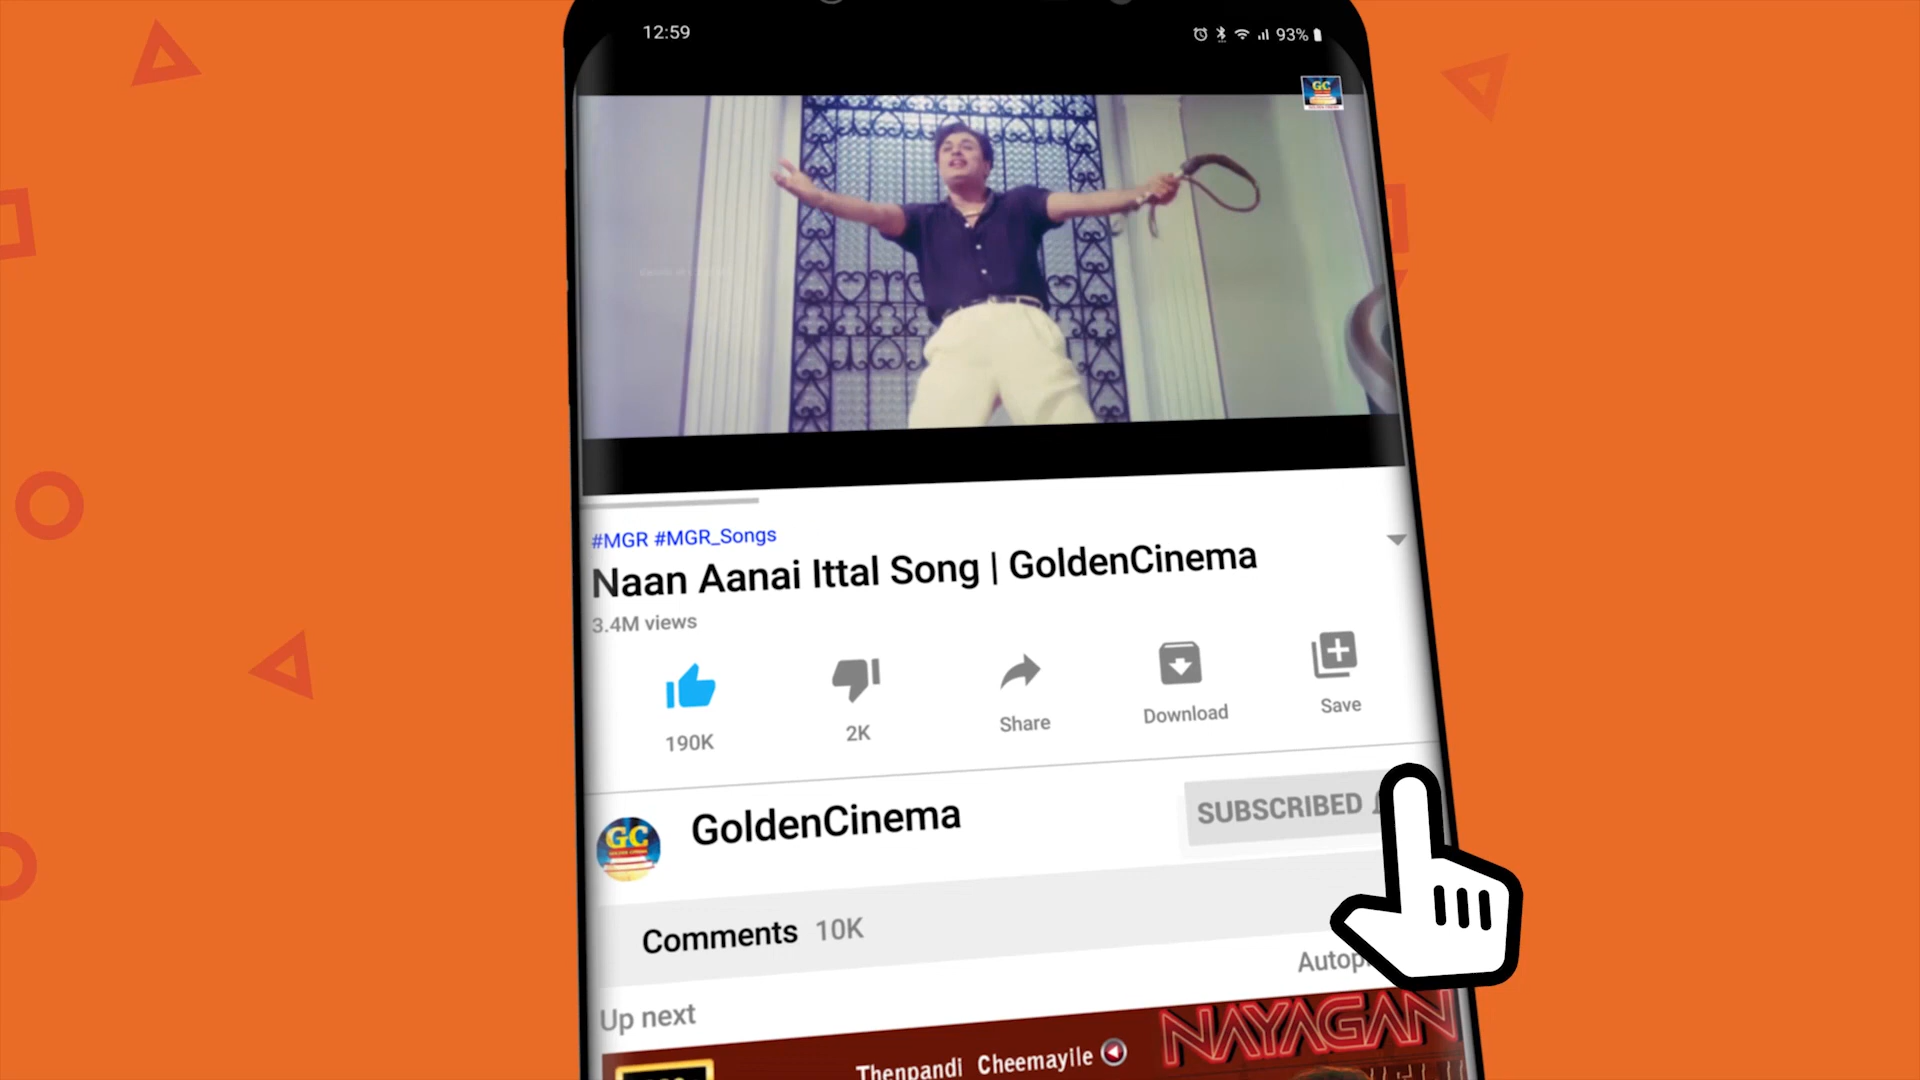 12:59
93%
GC
#MGR #MGR_Songs
Naan Aanai Ittal Song | GoldenCinema
3.4M views
190K
2K
Share
Download
Save
GC
GoldenCinema
SUBSCRIBED
Comments 10K
Up next
Thenpandi Cheemayile
NAYAGAN